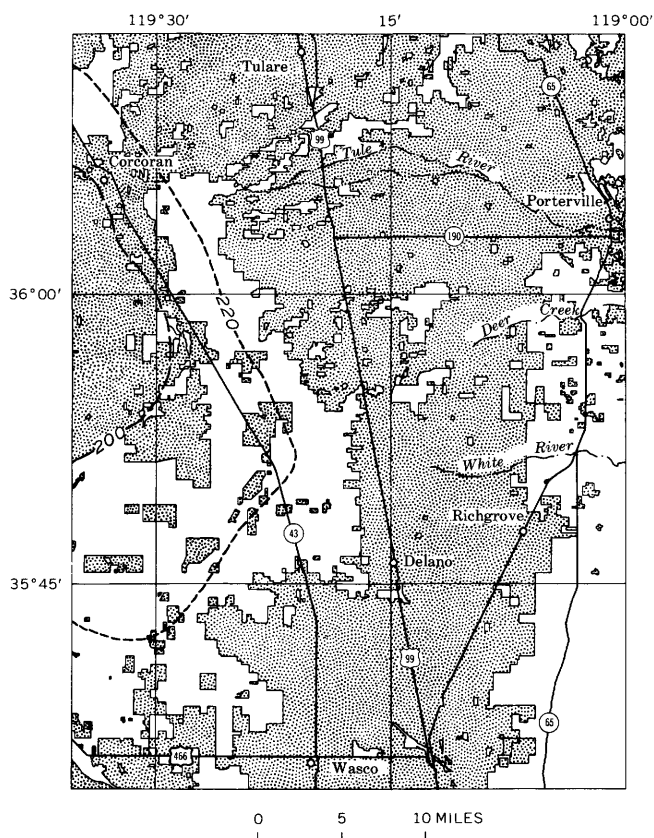 119°30′ 15′ 119°00′
Tulare
65
99
Tule River
Corcoran
Porterville
190
36°00′
220
Deer Creek
200
White River
Richgrove
43
Delano
35°45′
99
65
466
Wasco
0 5 10 MILES